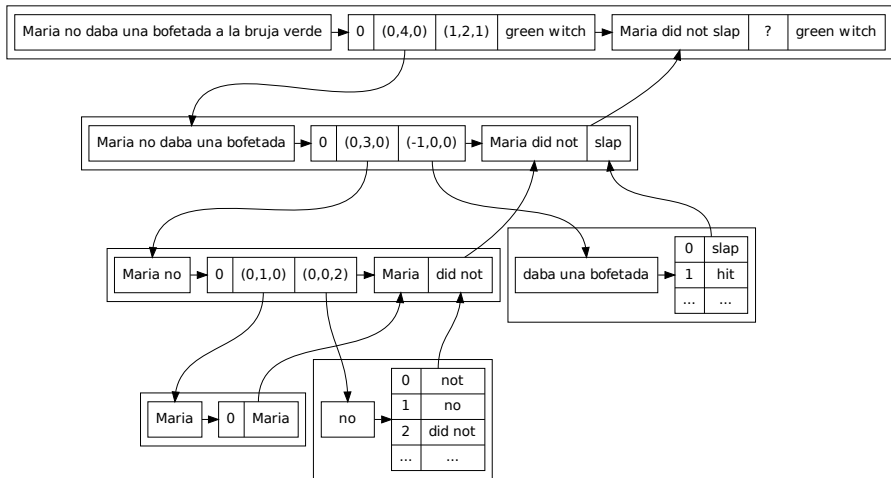 Maria no daba una bofetada a la bruja verde 0 (0,4,0) (1,2,1) green witch Maria did not slap ? green witch
Maria no daba una bofetada 0 (0,3,0) (-1,0,0) Maria did not slap
Maria no 0 (0,1,0) (0,0,2) Maria did not
daba una bofetada
0 slap
1 hit
... ...
Maria 0 Maria
no
0 not
1 no
2 did not
... ...